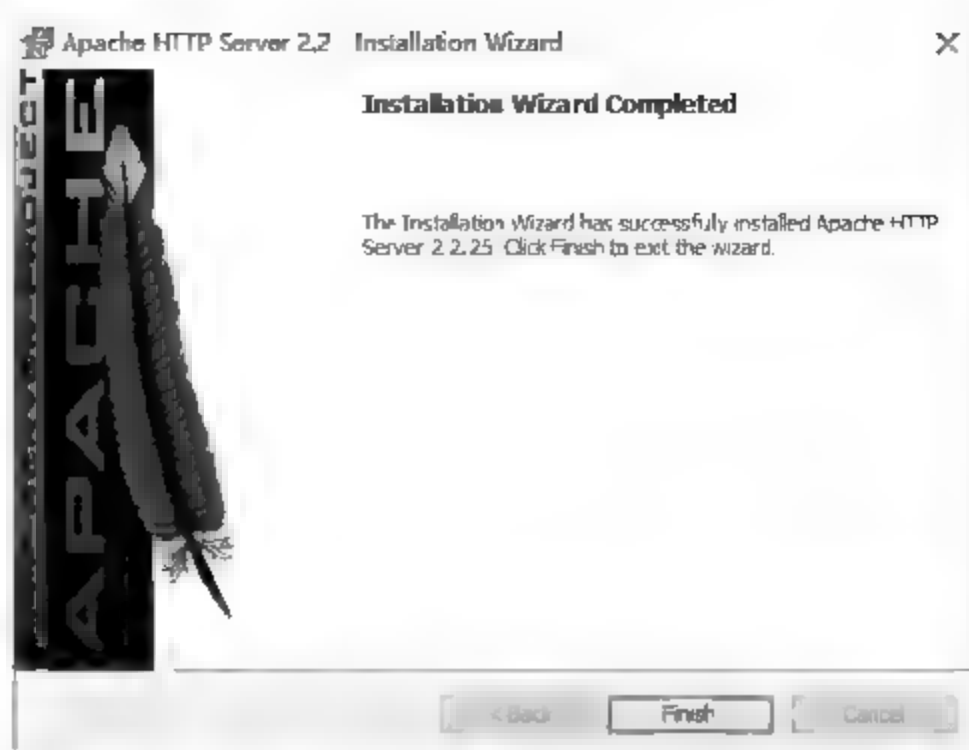 Apache HTTP Server 2.2 Installation Wizard
Installation Wizard Completed
The Installation Wizard has successfully installed Apache HTTP
Server 2.2.25. Click Finish to exit the wizard.
APACHE
< Back
Finish
Cancel